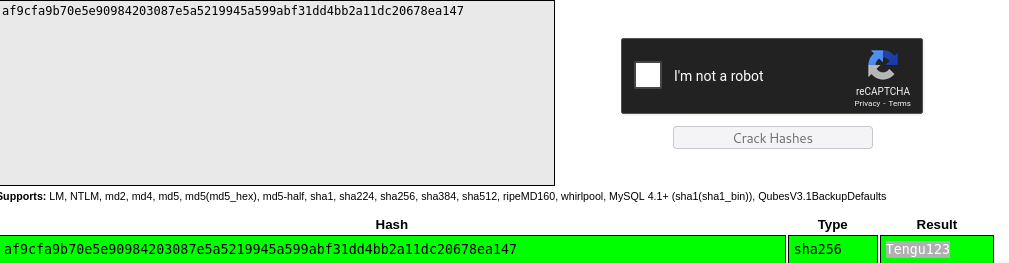 af9cfa9b70e5e90984203087e5a5219945a599abf31dd4bb2a11dc20678ea147
I'm not a robot
reCAPTCHA
Privacy - Terms
Crack Hashes
Supports: LM, NTLM, md2, md4, md5, md5(md5_hex), md5-half, sha1, sha224, sha256, sha384, sha512, ripeMD160, whirlpool, MySQL 4.1+ (sha1(sha1_bin)), QubesV3.1BackupDefaults
Hash Type Result
af9cfa9b70e5e90984203087e5a5219945a599abf31dd4bb2a11dc20678ea147 sha256 Tengu123